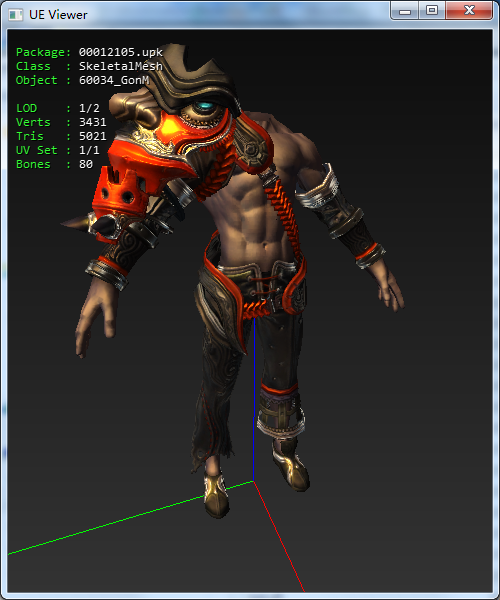 UE Viewer
Package: 00012105.upk
Class : SkeletalMesh
Object : 60034_GonM
LOD : 1/2
Verts : 3431
Tris : 5021
UV Set : 1/1
Bones : 80